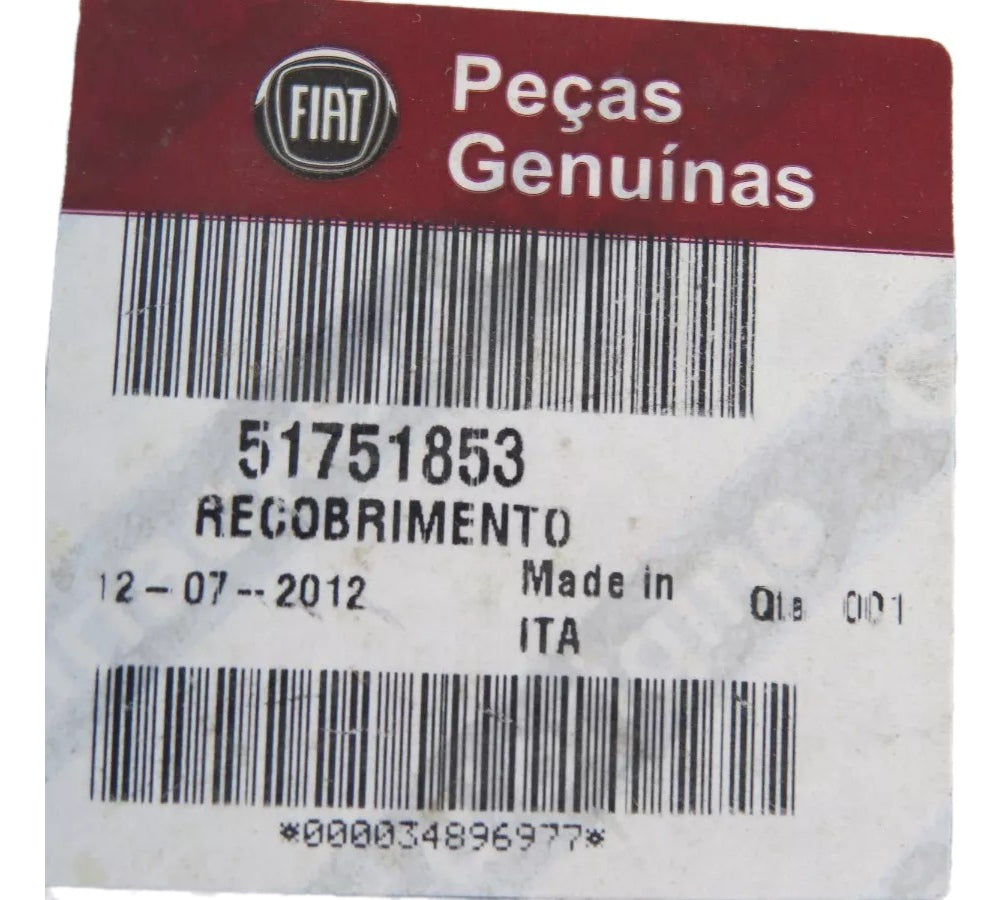 FIAT
Peças
Genuínas
51751853
RECOBRIMENTO
12-07--2012
Made in
ITA
Qta 001
*000034896977*